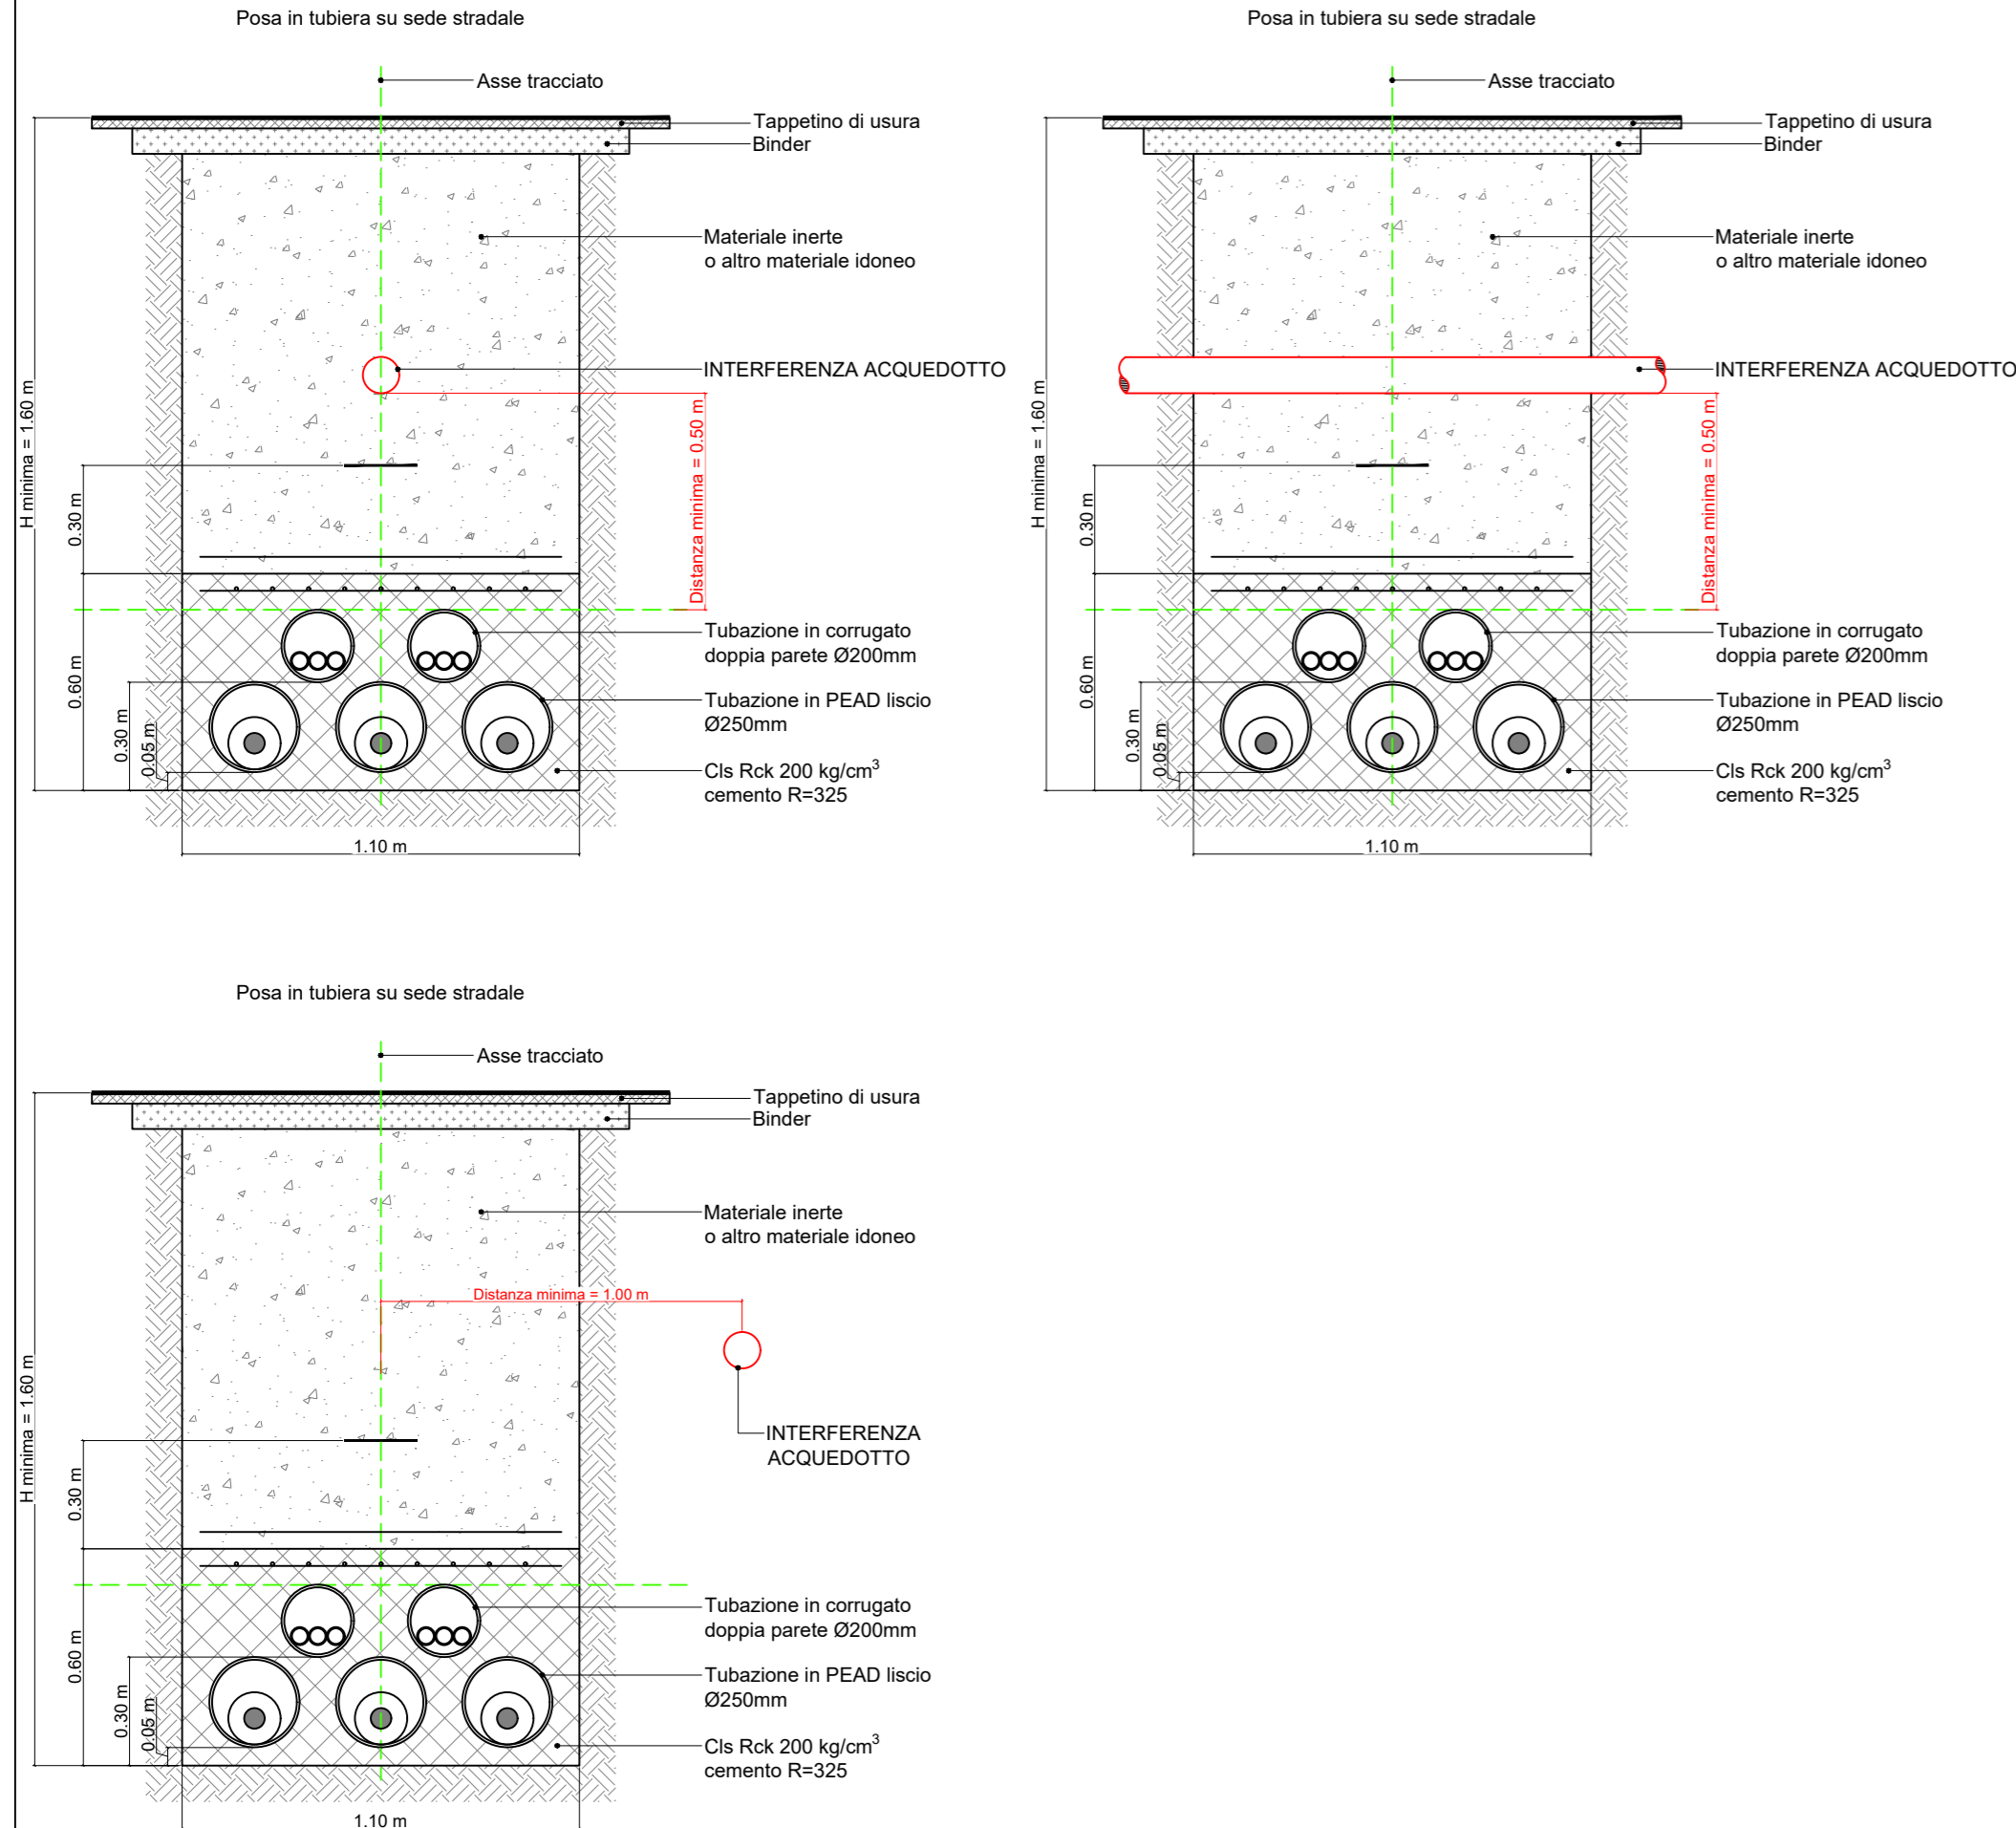 Posa in tubiera su sede stradale
Asse tracciato
Tappetino di usura
Binder
Materiale inerte
o altro materiale idoneo
INTERFERENZA ACQUEDOTTO
H minima = 1.60 m
Distanza minima = 0.50 m
0.30 m
0.60 m
0.30 m
0.05 m
Tubazione in corrugato
doppia parete Ø200mm
Tubazione in PEAD liscio
Ø250mm
Cls Rck 200 kg/cm³
cemento R=325
1.10 m
Posa in tubiera su sede stradale
Asse tracciato
Tappetino di usura
Binder
Materiale inerte
o altro materiale idoneo
INTERFERENZA ACQUEDOTTO
H minima = 1.60 m
Distanza minima = 0.50 m
0.30 m
0.60 m
0.30 m
0.05 m
Tubazione in corrugato
doppia parete Ø200mm
Tubazione in PEAD liscio
Ø250mm
Cls Rck 200 kg/cm³
cemento R=325
1.10 m
Posa in tubiera su sede stradale
Asse tracciato
Tappetino di usura
Binder
Materiale inerte
o altro materiale idoneo
Distanza minima = 1.00 m
INTERFERENZA
ACQUEDOTTO
H minima = 1.60 m
0.30 m
0.60 m
0.30 m
0.05 m
Tubazione in corrugato
doppia parete Ø200mm
Tubazione in PEAD liscio
Ø250mm
Cls Rck 200 kg/cm³
cemento R=325
1.10 m